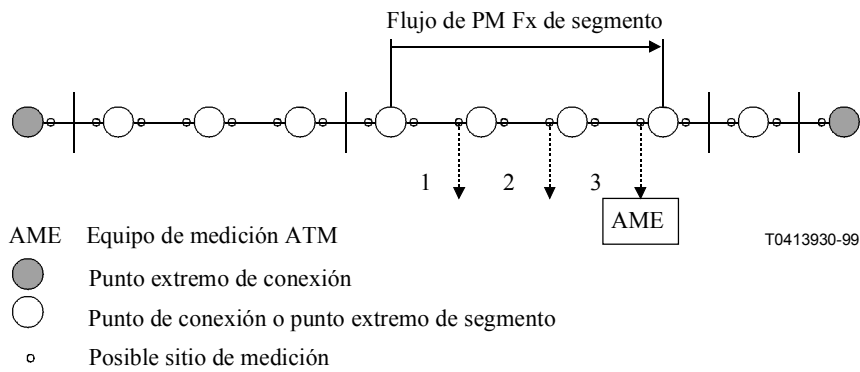 Flujo de PM Fx de segmento
1 2 3
AME
AME Equipo de medición ATM
T0413930-99
Punto extremo de conexión
Punto de conexión o punto extremo de segmento
Posible sitio de medición